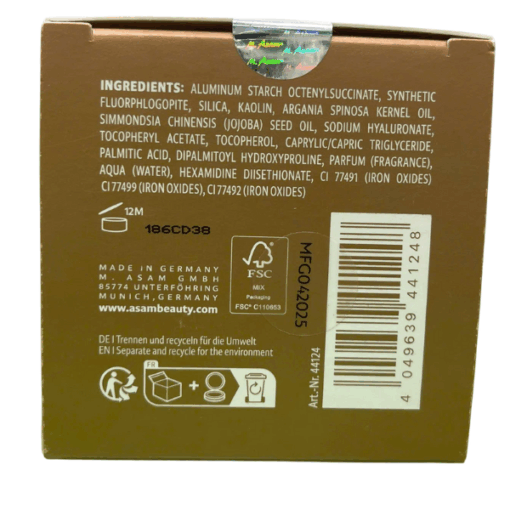 M. Asam
M. Asam
INGREDIENTS: ALUMINUM STARCH OCTENYLSUCCINATE, SYNTHETIC
FLUORPHLOGOPITE, SILICA, KAOLIN, ARGANIA SPINOSA KERNEL OIL,
SIMMONDSIA CHINENSIS (JOJOBA) SEED OIL, SODIUM HYALURONATE,
TOCOPHERYL ACETATE, TOCOPHEROL, CAPRYLIC/CAPRIC TRIGLYCERIDE,
PALMITIC ACID, DIPALMITOYL HYDROXYPROLINE, PARFUM (FRAGRANCE),
AQUA (WATER), HEXAMIDINE DIISETHIONATE, CI 77491 (IRON OXIDES)
CI 77499 (IRON OXIDES), CI 77492 (IRON OXIDES)
12M
186CD38
FSC
MIX
Packaging
FSC® C110653
MFG042025
MADE IN GERMANY
M. ASAM GMBH
85774 UNTERFÖHRING
MUNICH, GERMANY
www.asambeauty.com
DE I Trennen und recyceln für die Umwelt
EN I Separate and recycle for the environment
FR
Art.-Nr. 44124
4 049639 441248